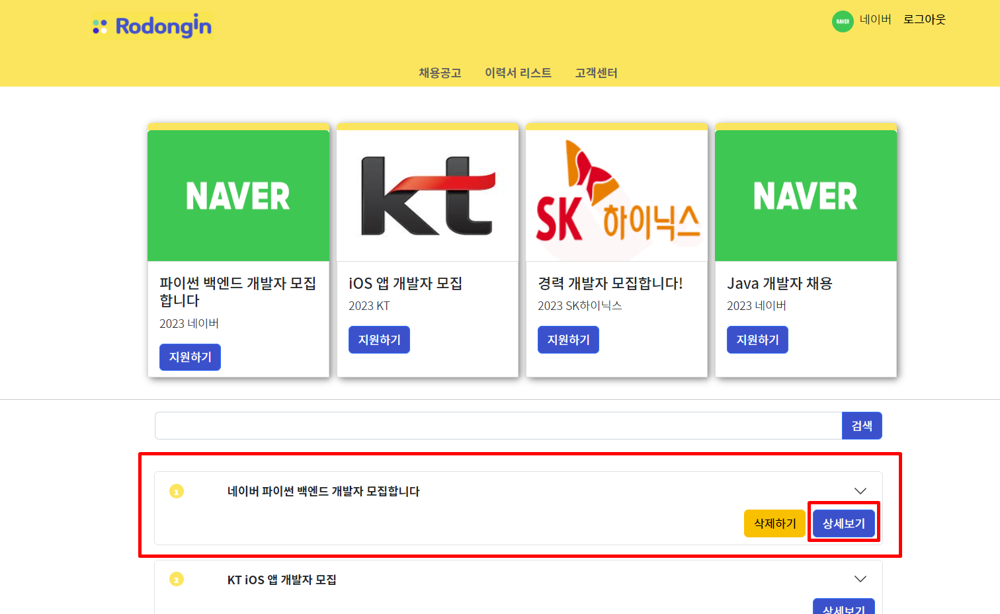 Rodongin
NAVER 네이버 로그아웃
채용공고 이력서 리스트 고객센터
NAVER
kt
SK하이닉스
NAVER
파이썬 백엔드 개발자 모집
합니다
2023 네이버
지원하기
iOS 앱 개발자 모집
2023 KT
지원하기
경력 개발자 모집합니다!
2023 SK하이닉스
지원하기
Java 개발자 채용
2023 네이버
지원하기
검색
1 네이버 파이썬 백엔드 개발자 모집합니다
삭제하기 상세보기
2 KT iOS 앱 개발자 모집
상세보기